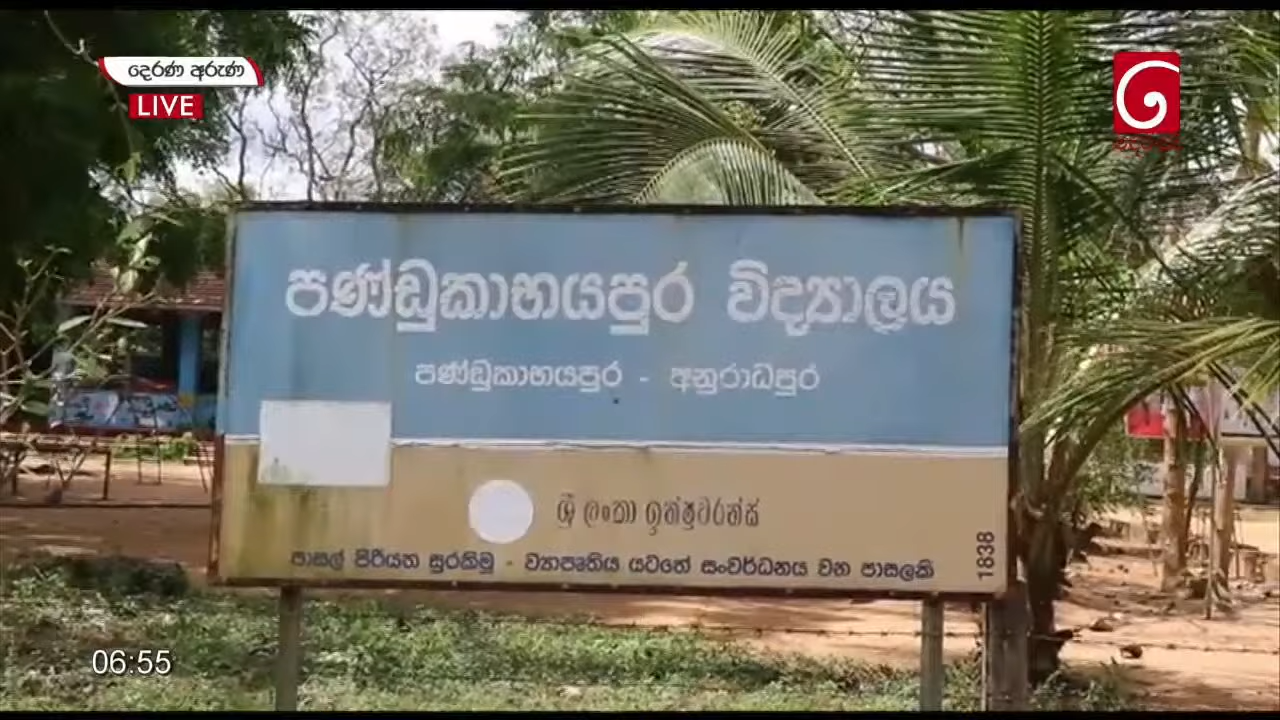 දෙරණ අරුණ
LIVE
පණ්ඩුකාභයපුර විද්‍යාලය
පණ්ඩුකාභයපුර - අනුරාධපුර
ශ්‍රී ලංකා ඉන්ෂුවරන්ස්
පාසල් පිරියත සුරකිමු - ව්‍යාපෘතිය යටතේ සංවර්ධනය වන පාසලකි
1838
06:55